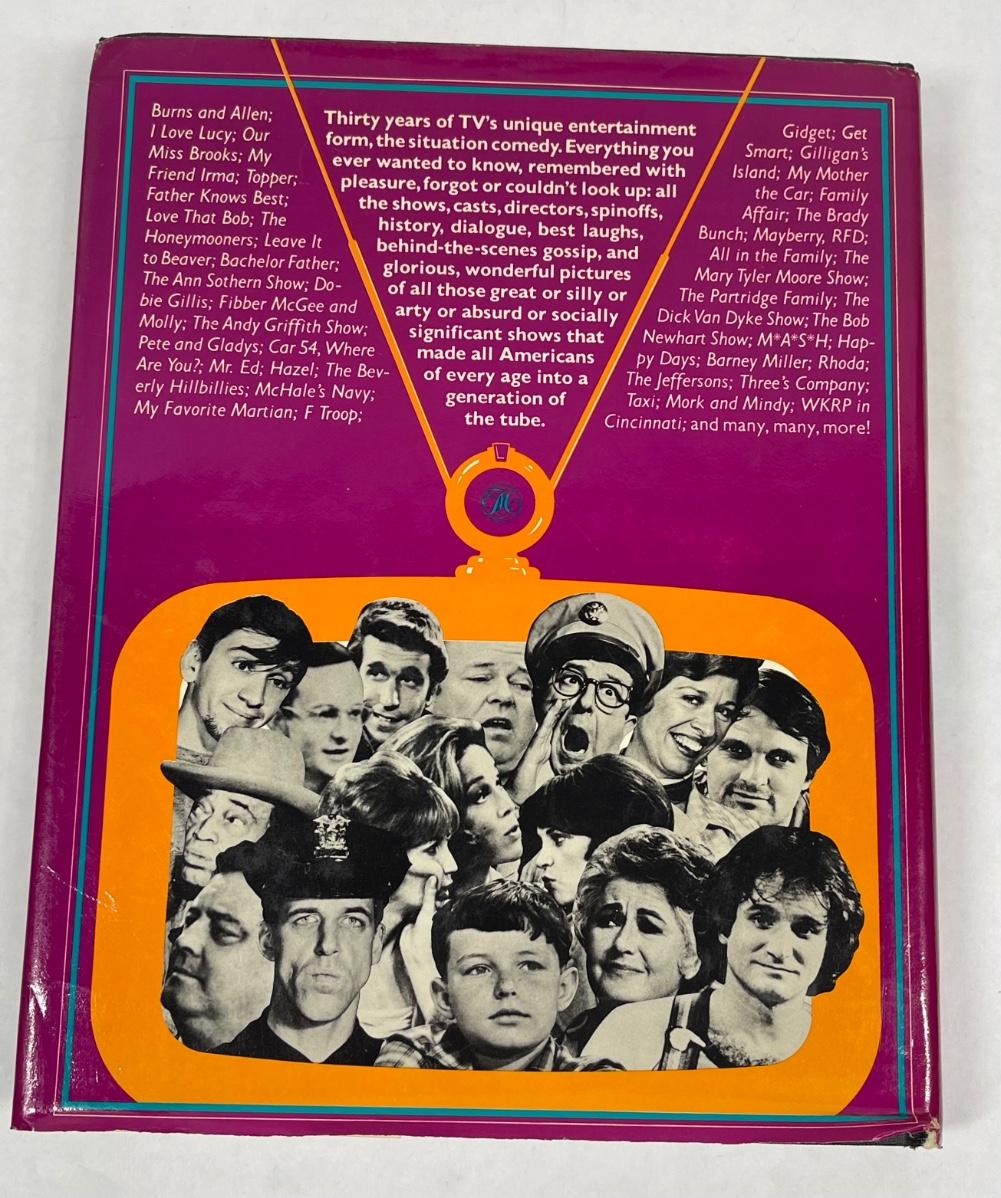 Burns and Allen;
I Love Lucy; Our
Miss Brooks; My
Friend Irma; Topper;
Father Knows Best;
Love That Bob; The
Honeymooners; Leave It
to Beaver; Bachelor Father;
The Ann Sothern Show; Do-
bie Gillis; Fibber McGee and
Molly; The Andy Griffith Show;
Pete and Gladys; Car 54, Where
Are You?; Mr. Ed; Hazel; The Bev-
erly Hillbillies; McHale's Navy;
My Favorite Martian; F Troop;
Thirty years of TV's unique entertainment
form, the situation comedy. Everything you
ever wanted to know, remembered with
pleasure, forgot or couldn't look up: all
the shows, casts, directors, spinoffs,
history, dialogue, best laughs,
behind-the-scenes gossip, and
glorious, wonderful pictures
of all those great or silly or
arty or absurd or socially
significant shows that
made all Americans
of every age into a
generation of
the tube.
Gidget; Get
Smart; Gilligan's
Island; My Mother
the Car; Family
Affair; The Brady
Bunch; Mayberry, RFD;
All in the Family; The
Mary Tyler Moore Show;
The Partridge Family; The
Dick Van Dyke Show; The Bob
Newhart Show; M*A*S*H; Hap-
py Days; Barney Miller; Rhoda;
The Jeffersons; Three's Company;
Taxi; Mork and Mindy; WKRP in
Cincinnati; and many, many, more!
M